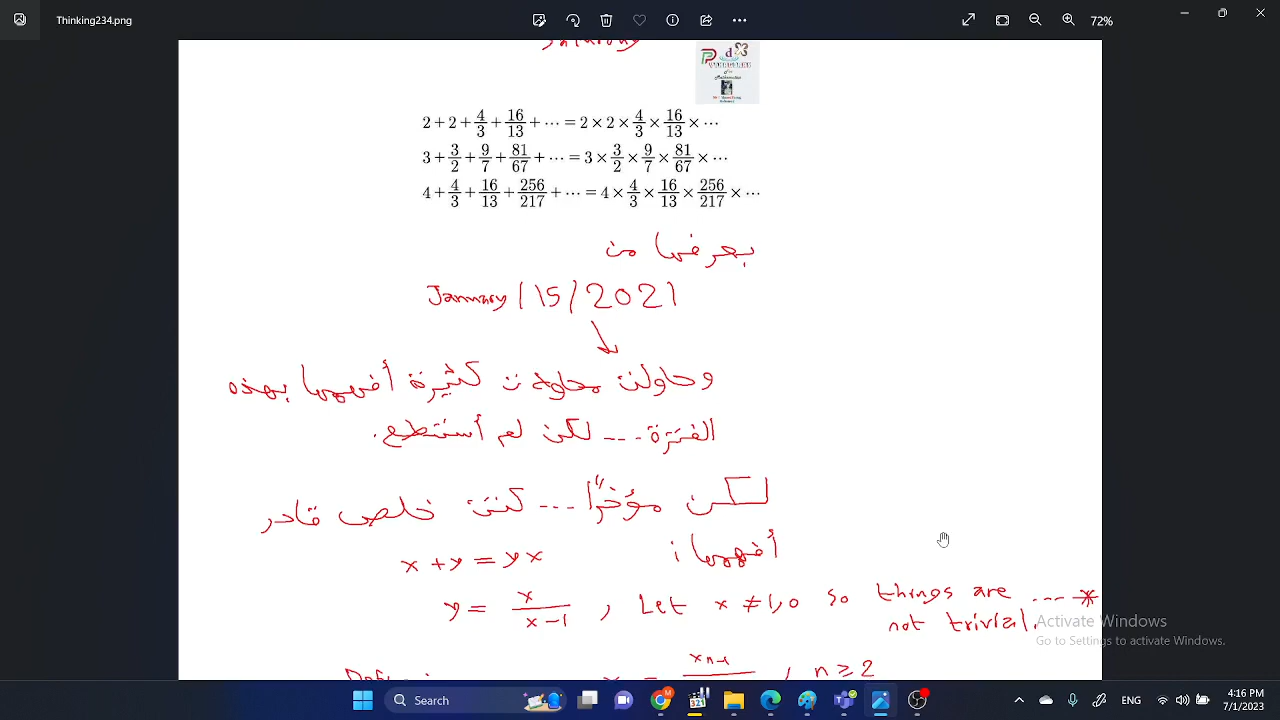 Thinking234.png
72%
2 + 2 + 4/3 + 16/13 + ⋯ = 2 × 2 × 4/3 × 16/13 × ⋯
3 + 3/2 + 9/7 + 81/67 + ⋯ = 3 × 3/2 × 9/7 × 81/67 × ⋯
4 + 4/3 + 16/13 + 256/217 + ⋯ = 4 × 4/3 × 16/13 × 256/217 × ⋯
بعرفها من
January/15/2021
وحاولت محاولات كثيرة أفهمها بهذه
الفترة... لكن لم أستطع.
لكن مؤخرًا... كنت خلص قادر
أفهمها:
x + y = yx
y = x/(x-1) , Let x ≠ 1,0 so things are ... *
not trivial.
n ≥ 2
Activate Windows
Go to Settings to activate Windows.
Search
ENG
4:16 PM
7/1/2023